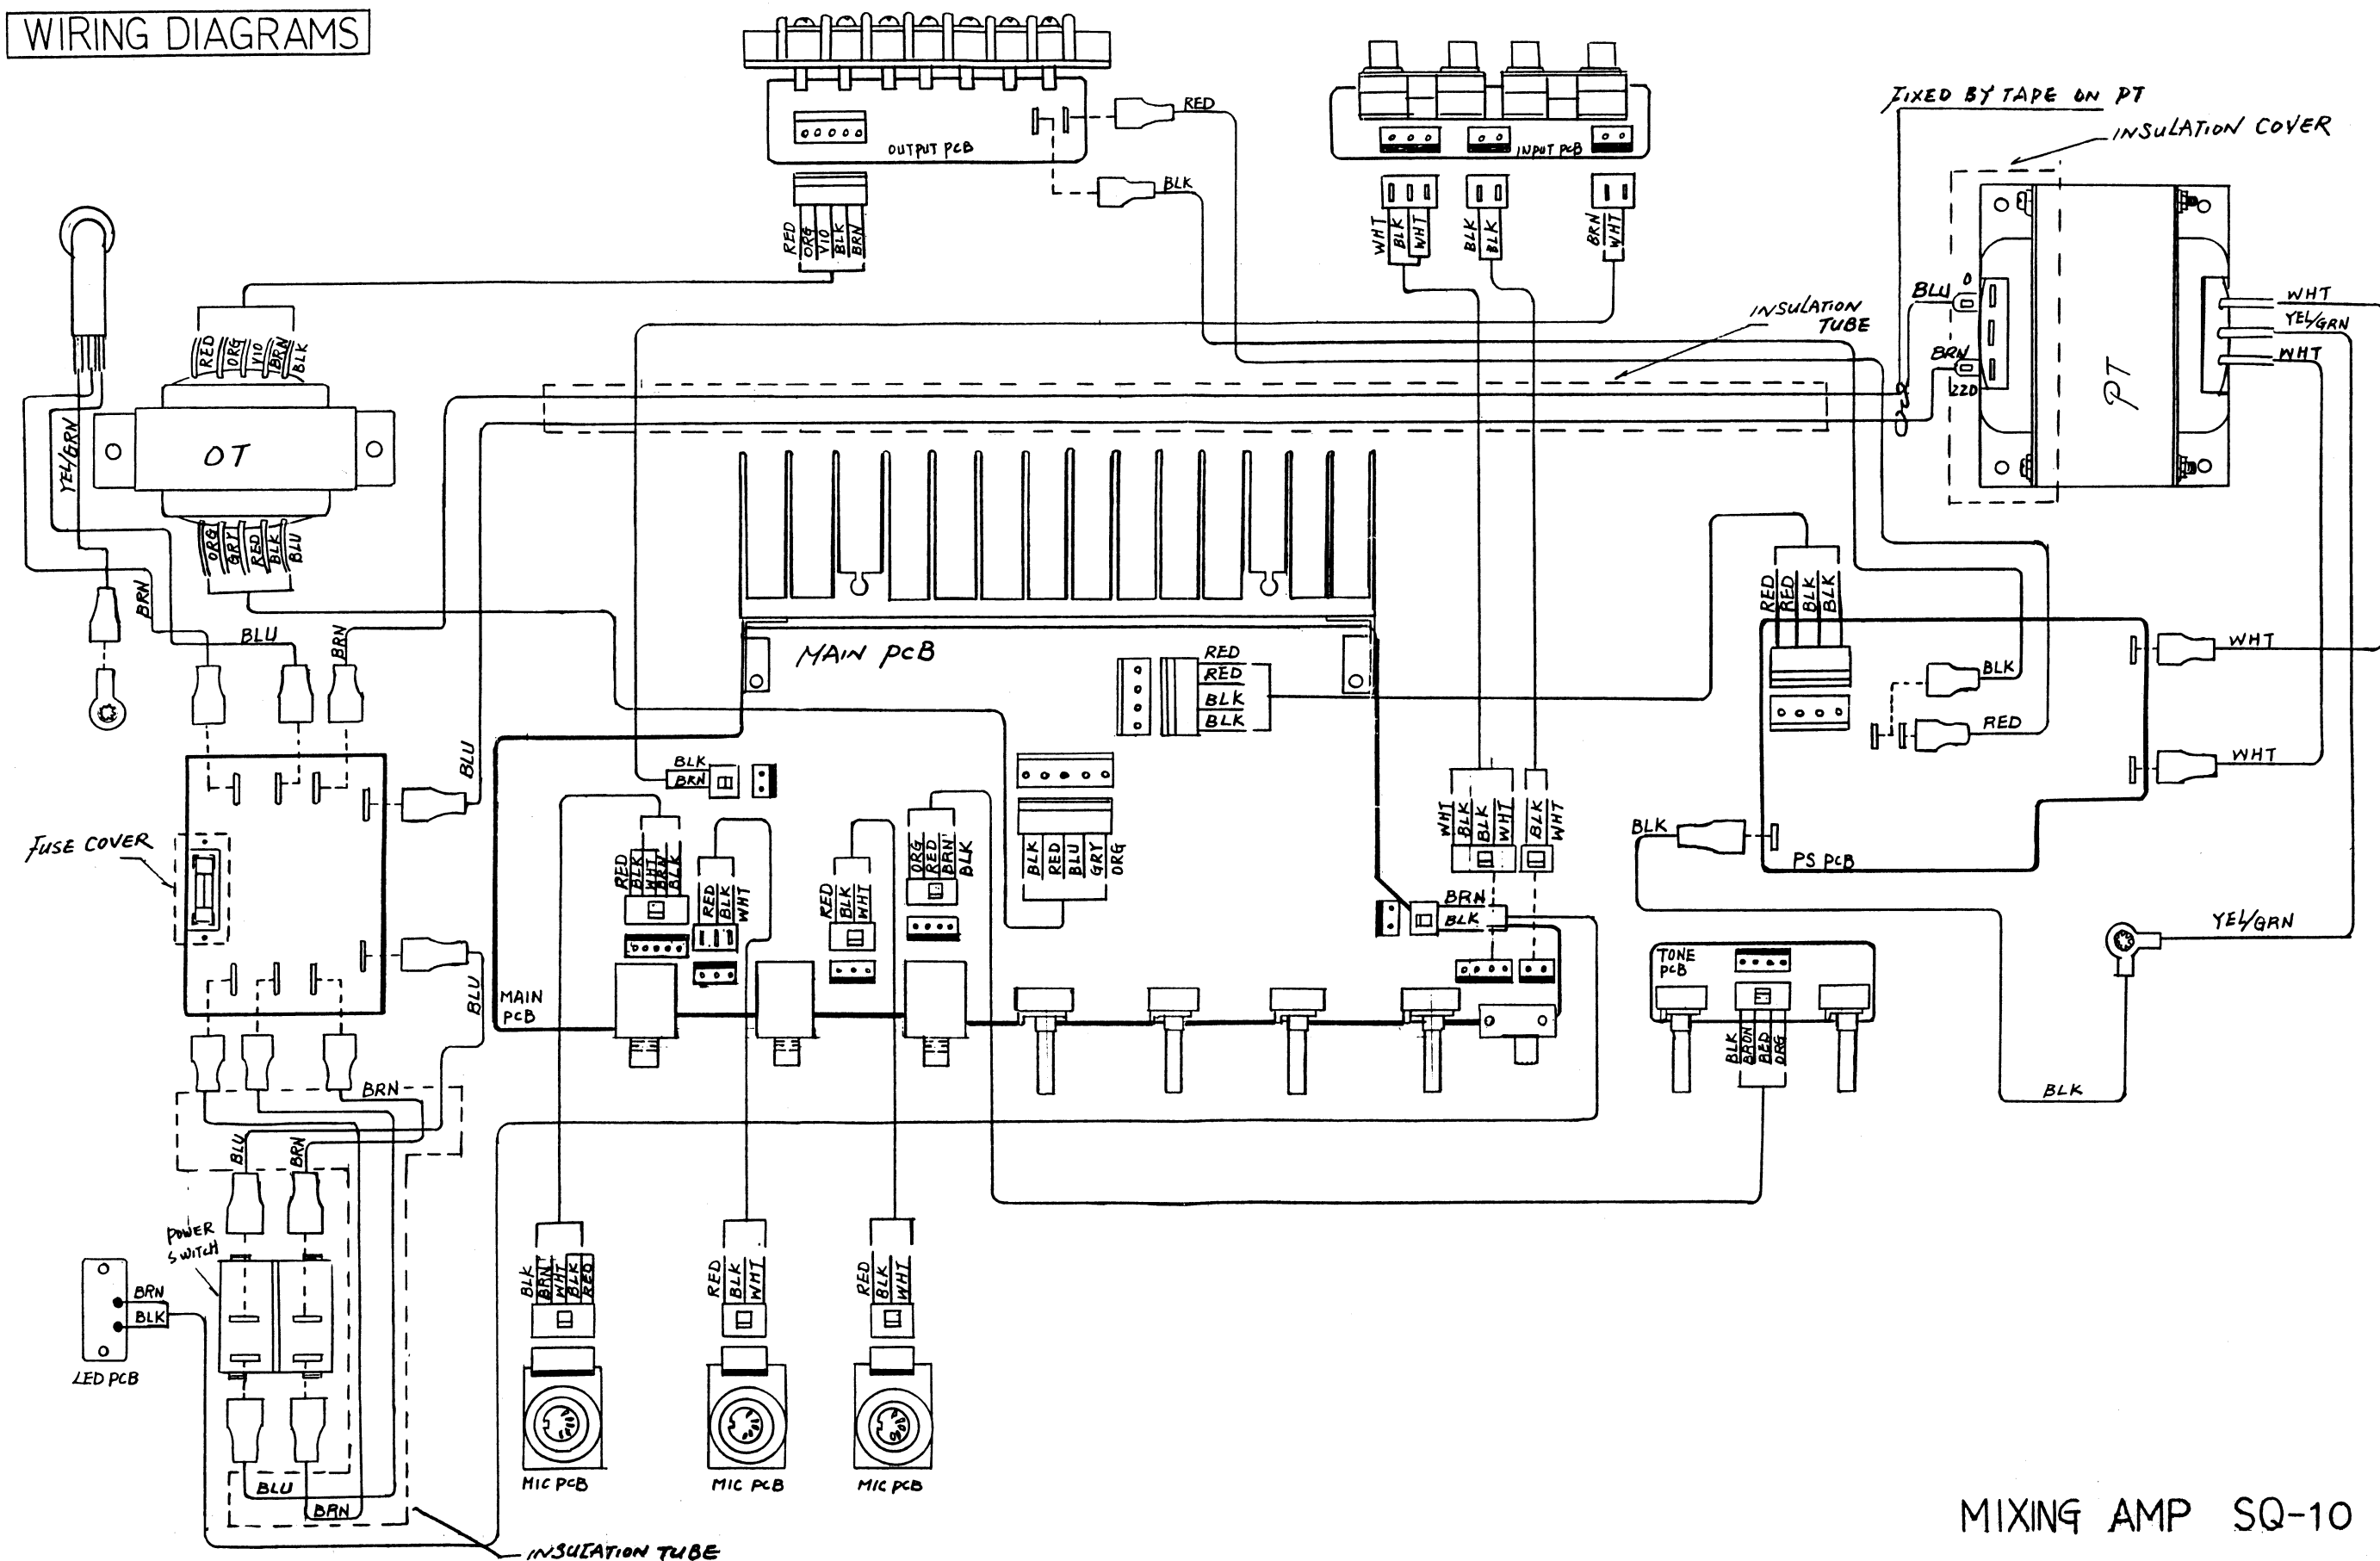 WIRING DIAGRAMS
OUTPUT PCB
RED
BLK
RED
ORG
VIO
BLK
BRN
INPUT PCB
WHT
BLK
WHT
BLK
BLK
BRN
WHT
FIXED BY TAPE ON PT
INSULATION COVER
INSULATION
TUBE
BLU
0
BRN
220
PT
WHT
YEL/GRN
WHT
RED
ORG
VIO
BRN
BLK
OT
YEL/GRN
ORG
GRY
RED
BLK
BLU
BRN
BLU
BRN
BLU
FUSE COVER
BLU
MAIN PCB
RED
RED
BLK
BLK
BLK
BRN
RED
BLK
WHT
BRN
BLK
RED
BLK
WHT
RED
BLK
WHT
ORG
RED
BRN
BLK
BLK
RED
BLU
GRY
ORG
WHT
BLK
BLK
WHT
BLK
WHT
BRN
BLK
MAIN
PCB
RED
RED
BLK
BLK
BLK
RED
WHT
WHT
BLK
PS PCB
YEL/GRN
TONE
PCB
BLK
BRON
RED
ORG
BLK
BRN
BLU
BRN
POWER
SWITCH
BRN
BLK
LED PCB
BLU
BRN
INSULATION TUBE
BLK
BRN
WHT
BLK
RED
MIC PCB
RED
BLK
WHT
MIC PCB
RED
BLK
WHT
MIC PCB
MIXING AMP SQ-10